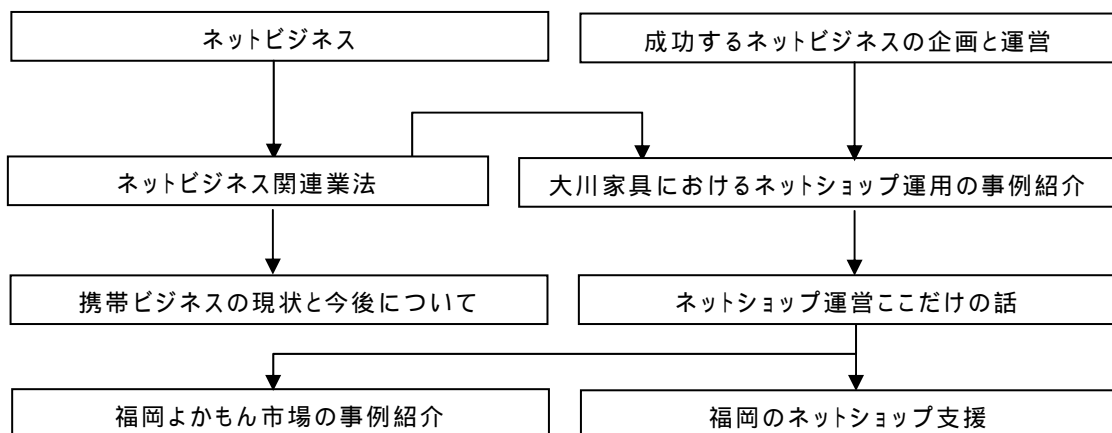 ネットビジネス
成功するネットビジネスの企画と運営
ネットビジネス関連業法
大川家具におけるネットショップ運用の事例紹介
携帯ビジネスの現状と今後について
ネットショップ運営ここだけの話
福岡よかもん市場の事例紹介
福岡のネットショップ支援